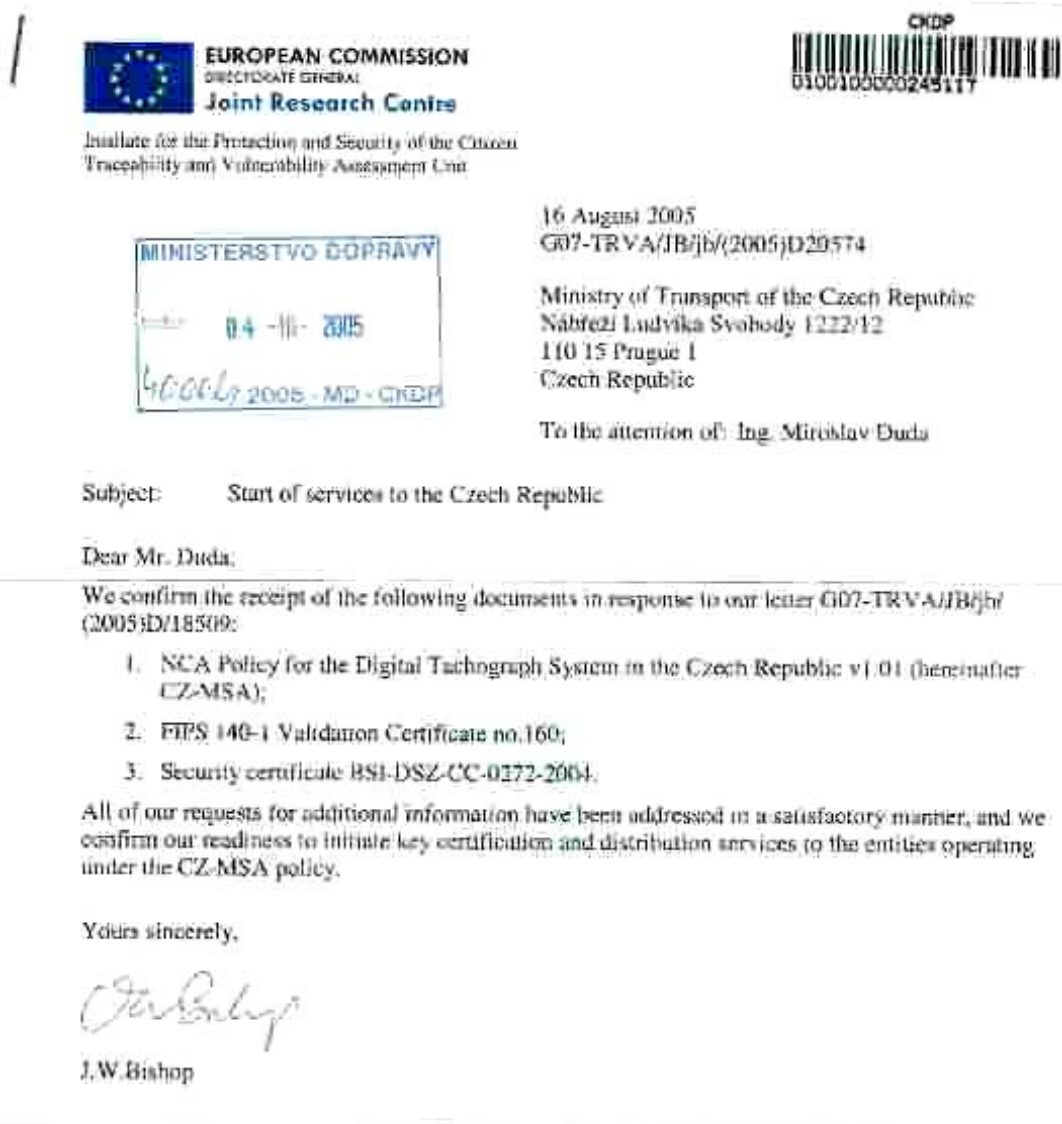 CKDP
0100100000245117
EUROPEAN COMMISSION
DIRECTORATE GENERAL
Joint Research Centre
Institute for the Protection and Security of the Citizen
Traceability and Vulnerability Assessment Unit
16 August 2005
G07-TRVA/JB/jb/(2005)D20574
MINISTERSTVO DOPRAVY
04 -10- 2005
2005 - MD - CKDP
Ministry of Transport of the Czech Republic
Nábřeží Ludvíka Svobody 1222/12
110 15 Prague 1
Czech Republic
To the attention of: Ing. Miroslav Duda
Subject: Start of services to the Czech Republic
Dear Mr. Duda,
We confirm the receipt of the following documents in response to our letter G07-TRVA/JB/jb/
(2005)D/18509:
1. NCA Policy for the Digital Tachograph System in the Czech Republic v1.01 (hereinafter
CZ-MSA);
2. FIPS 140-1 Validation Certificate no.160;
3. Security certificate BSI-DSZ-CC-0272-2004.
All of our requests for additional information have been addressed in a satisfactory manner, and we
confirm our readiness to initiate key certification and distribution services to the entities operating
under the CZ-MSA policy.
Yours sincerely,
J.W.Bishop